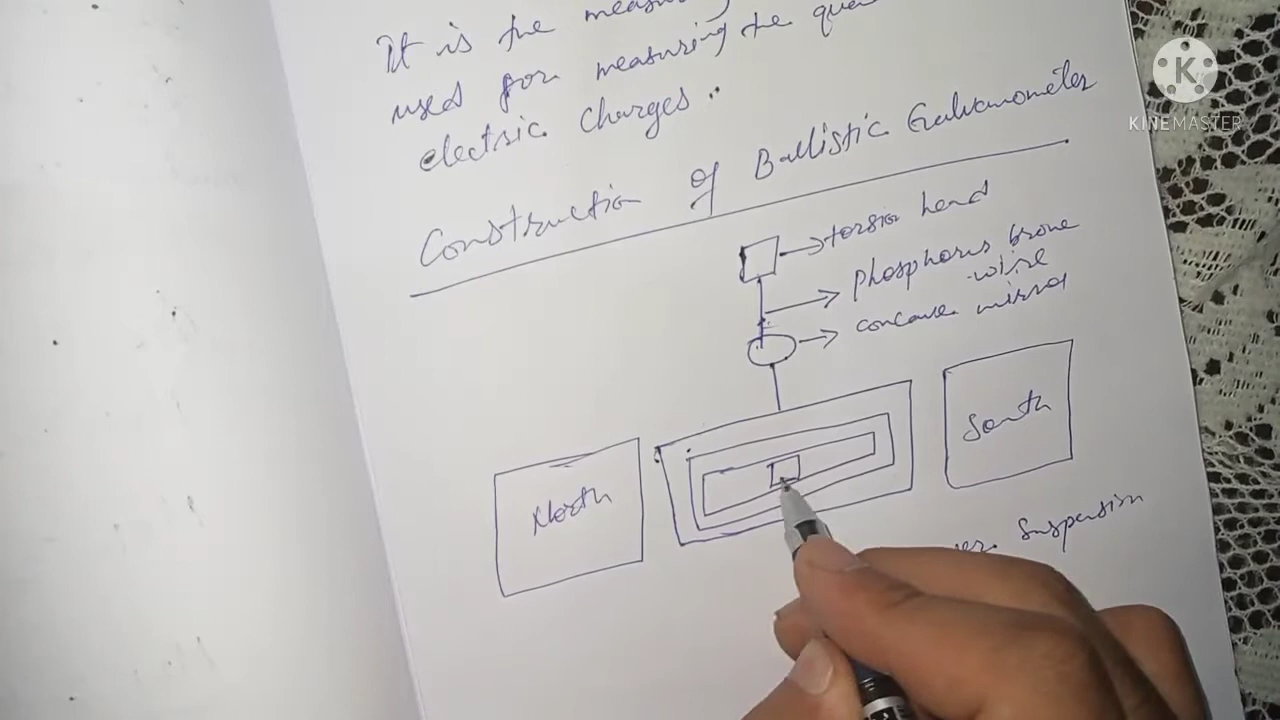 It is the
used for measuring the
electric charges.
Construction of Ballistic Galvanometer
torsion head
phosphorus brone
wire
concave mirror
North
South
suspension
KINEMASTER